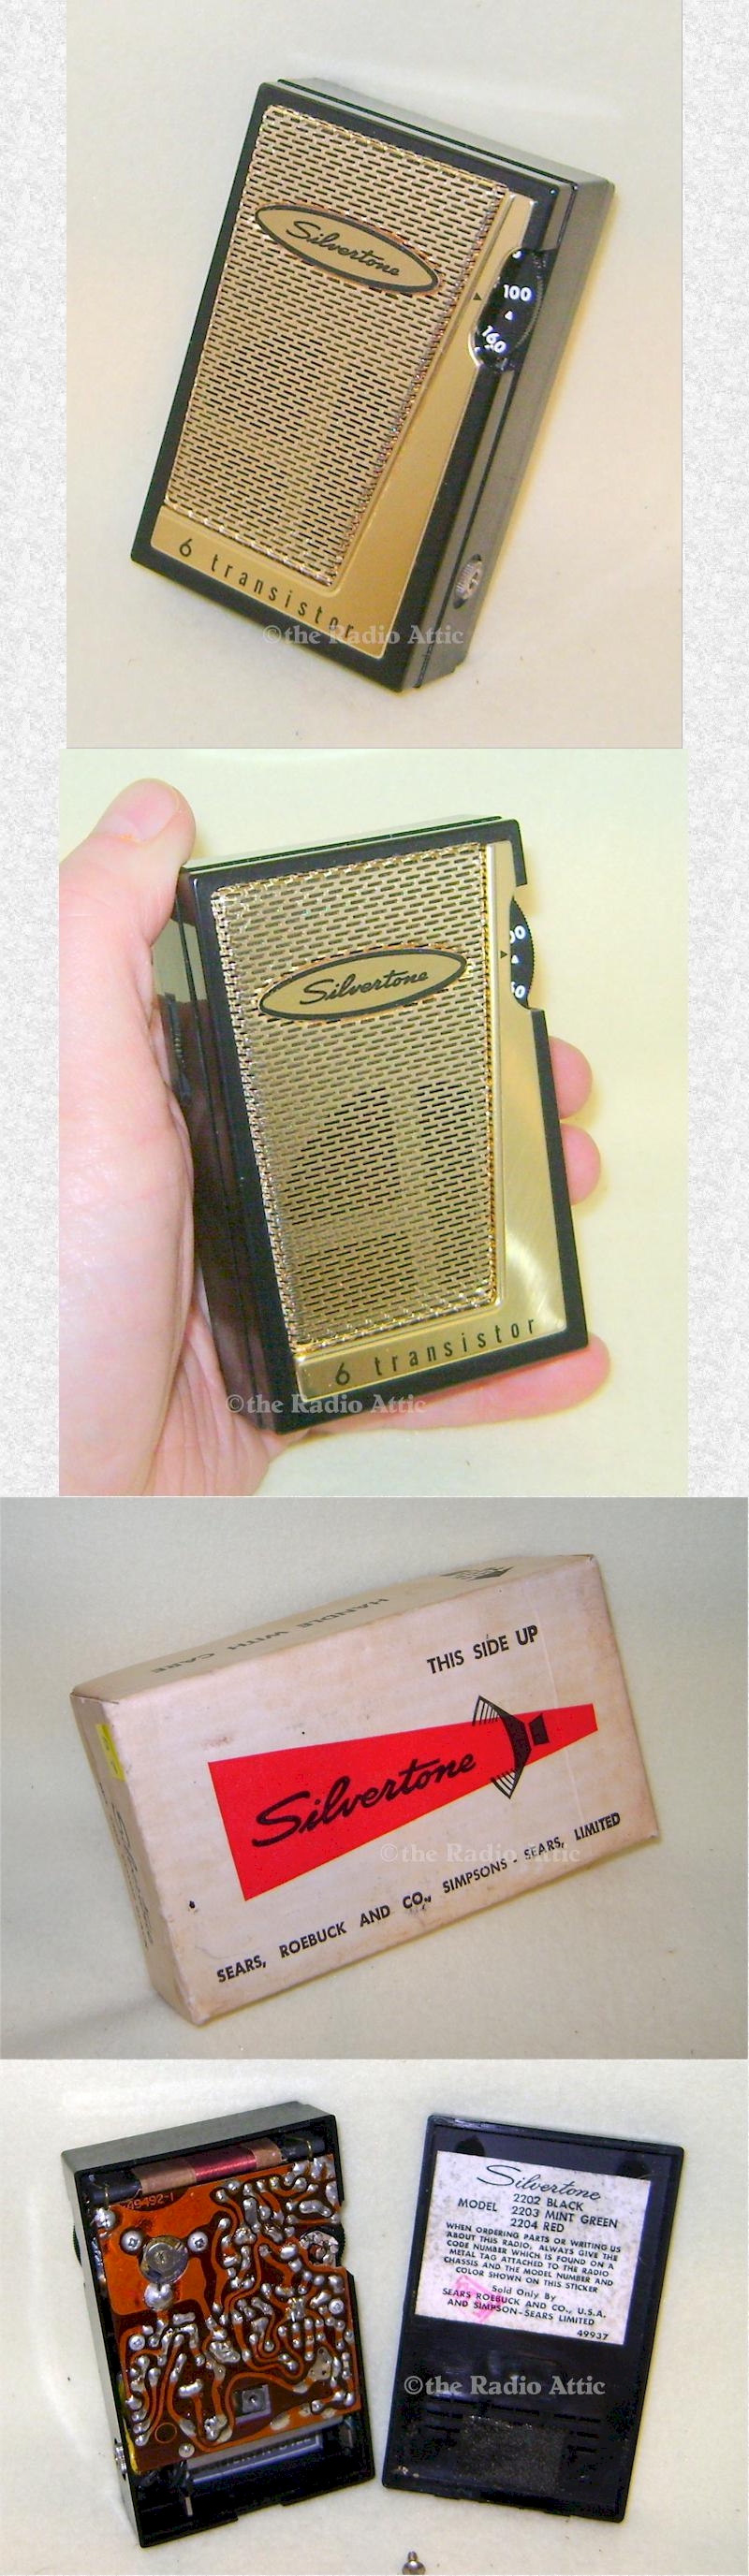 Silvertone
100
160
6 transistor
©the Radio Attic
Silvertone
00
60
6 transistor
©the Radio Attic
HANDLE WITH CARE
THIS SIDE UP
Silvertone
©the Radio Attic
SEARS, ROEBUCK AND CO., SIMPSONS - SEARS, LIMITED
49492-1
Silvertone
2202 BLACK
MODEL 2203 MINT GREEN
2204 RED
WHEN ORDERING PARTS OR WRITING US
ABOUT THIS RADIO, ALWAYS GIVE THE
CODE NUMBER WHICH IS FOUND ON A
METAL TAG ATTACHED TO THE RADIO
CHASSIS AND THE MODEL NUMBER AND
COLOR SHOWN ON THIS STICKER
Sold Only By
SEARS ROEBUCK AND CO., U.S.A.
AND SIMPSON-SEARS LIMITED
49937
©the Radio Attic